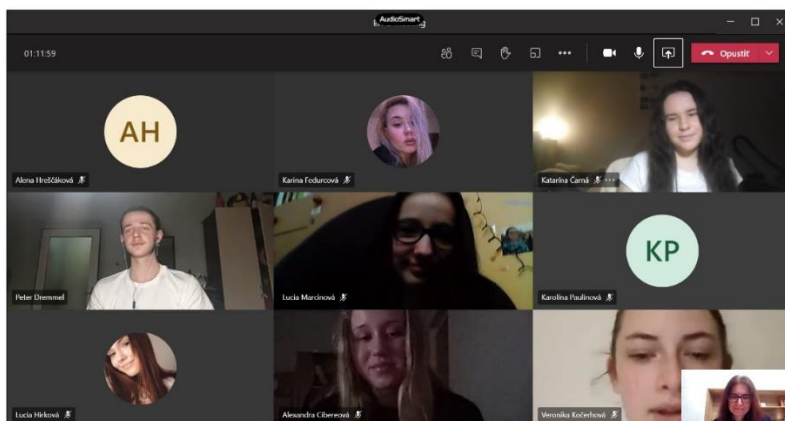 AudioSmart
01:11:59
Opustiť
AH
Alena Hreščáková
Karina Fedurcová
Katarína Čarná
Peter Dremmel
Lucia Marcinová
KP
Karolína Paulinová
Lucia Hirková
Alexandra Cibereová
Veronika Kočerhová